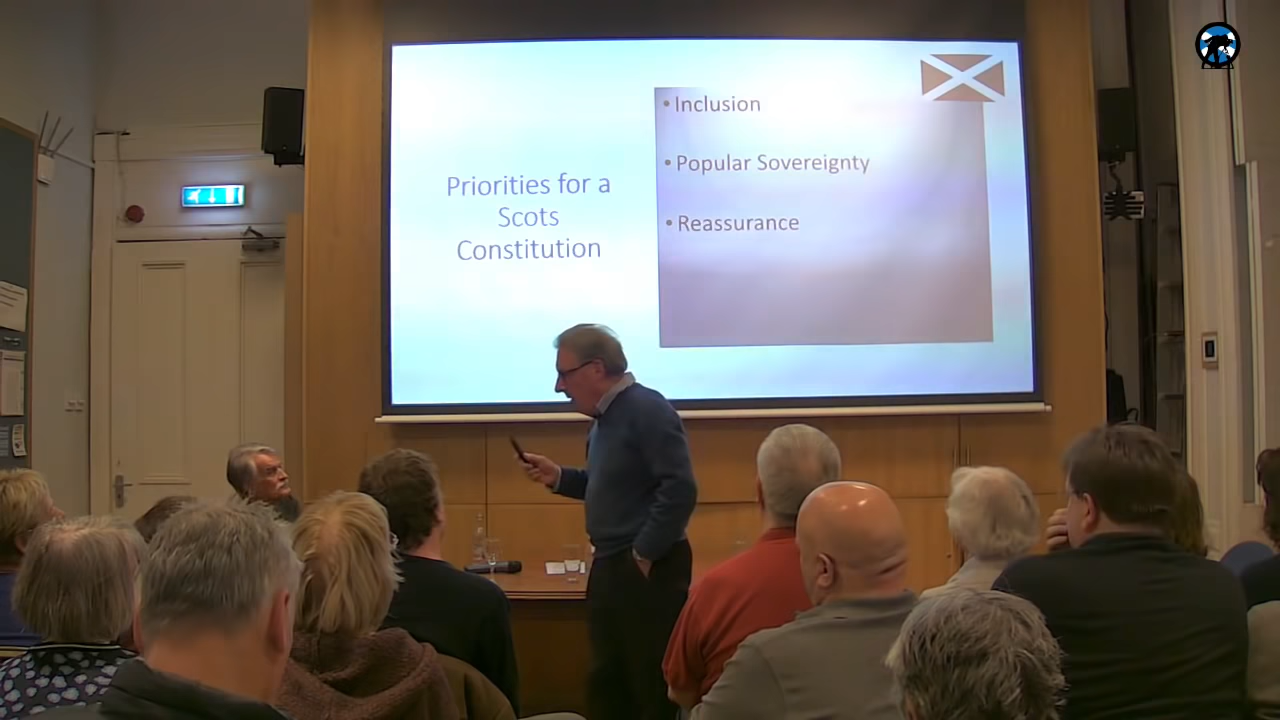 Priorities for a
Scots
Constitution
• Inclusion
• Popular Sovereignty
• Reassurance